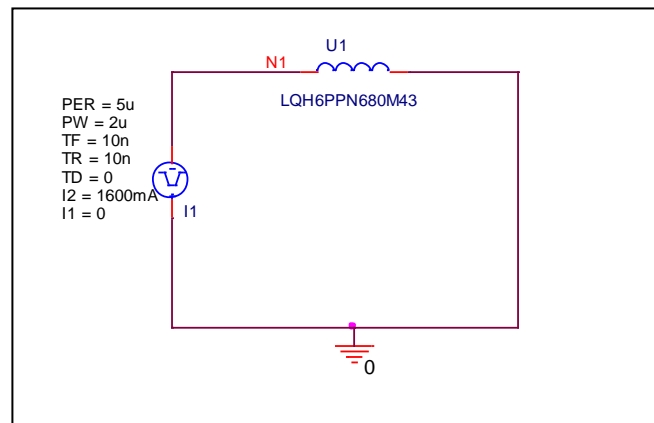 U1
N1
LQH6PPN680M43
PER = 5u
PW = 2u
TF = 10n
TR = 10n
TD = 0
I2 = 1600mA
I1 = 0
I1
0